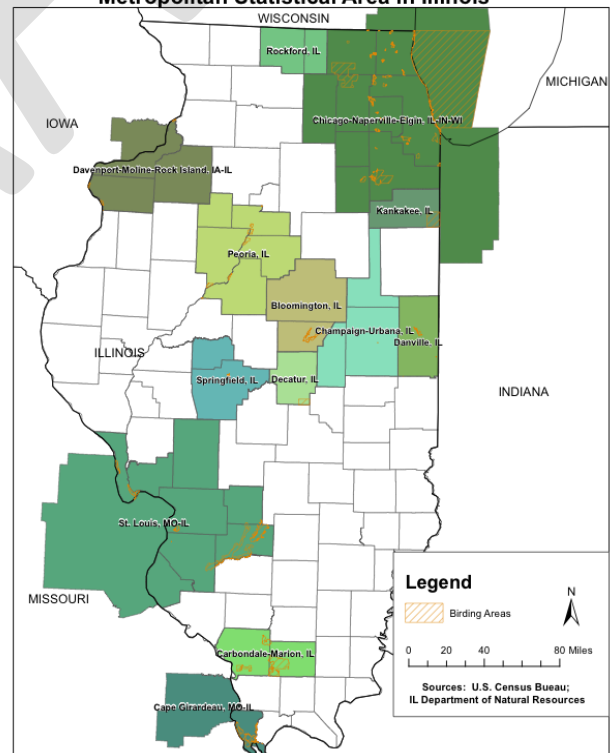 Metropolitan Statistical Area in Illinois
WISCONSIN
Rockford, IL
MICHIGAN
IOWA
Chicago-Naperville-Elgin, IL-IN-WI
Davenport-Moline-Rock Island, IA-IL
Kankakee, IL
Peoria, IL
Bloomington, IL
Champaign-Urbana, IL
Danville, IL
ILLINOIS
Springfield, IL
Decatur, IL
INDIANA
St. Louis, MO-IL
MISSOURI
Carbondale-Marion, IL
Cape Girardeau, MO-IL
Legend
Birding Areas
N
0 20 40 80 Miles
Sources: U.S. Census Bueau;
IL Department of Natural Resources